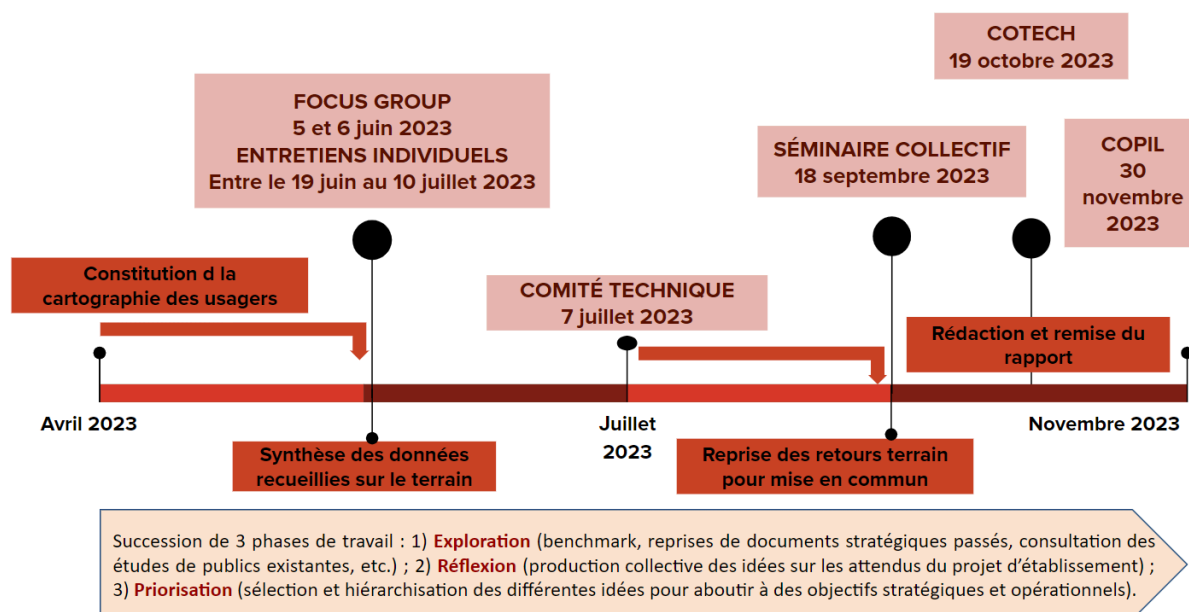 COTECH
19 octobre 2023
FOCUS GROUP
5 et 6 juin 2023
ENTRETIENS INDIVIDUELS
Entre le 19 juin au 10 juillet 2023
SÉMINAIRE COLLECTIF
18 septembre 2023
COPIL
30
novembre
2023
Constitution d la
cartographie des usagers
COMITÉ TECHNIQUE
7 juillet 2023
Rédaction et remise du
rapport
Avril 2023
Juillet
2023
Novembre 2023
Synthèse des données
recueillies sur le terrain
Reprise des retours terrain
pour mise en commun
Succession de 3 phases de travail : 1) Exploration (benchmark, reprises de documents stratégiques passés, consultation des
études de publics existantes, etc.) ; 2) Réflexion (production collective des idées sur les attendus du projet d’établissement) ;
3) Priorisation (sélection et hiérarchisation des différentes idées pour aboutir à des objectifs stratégiques et opérationnels).